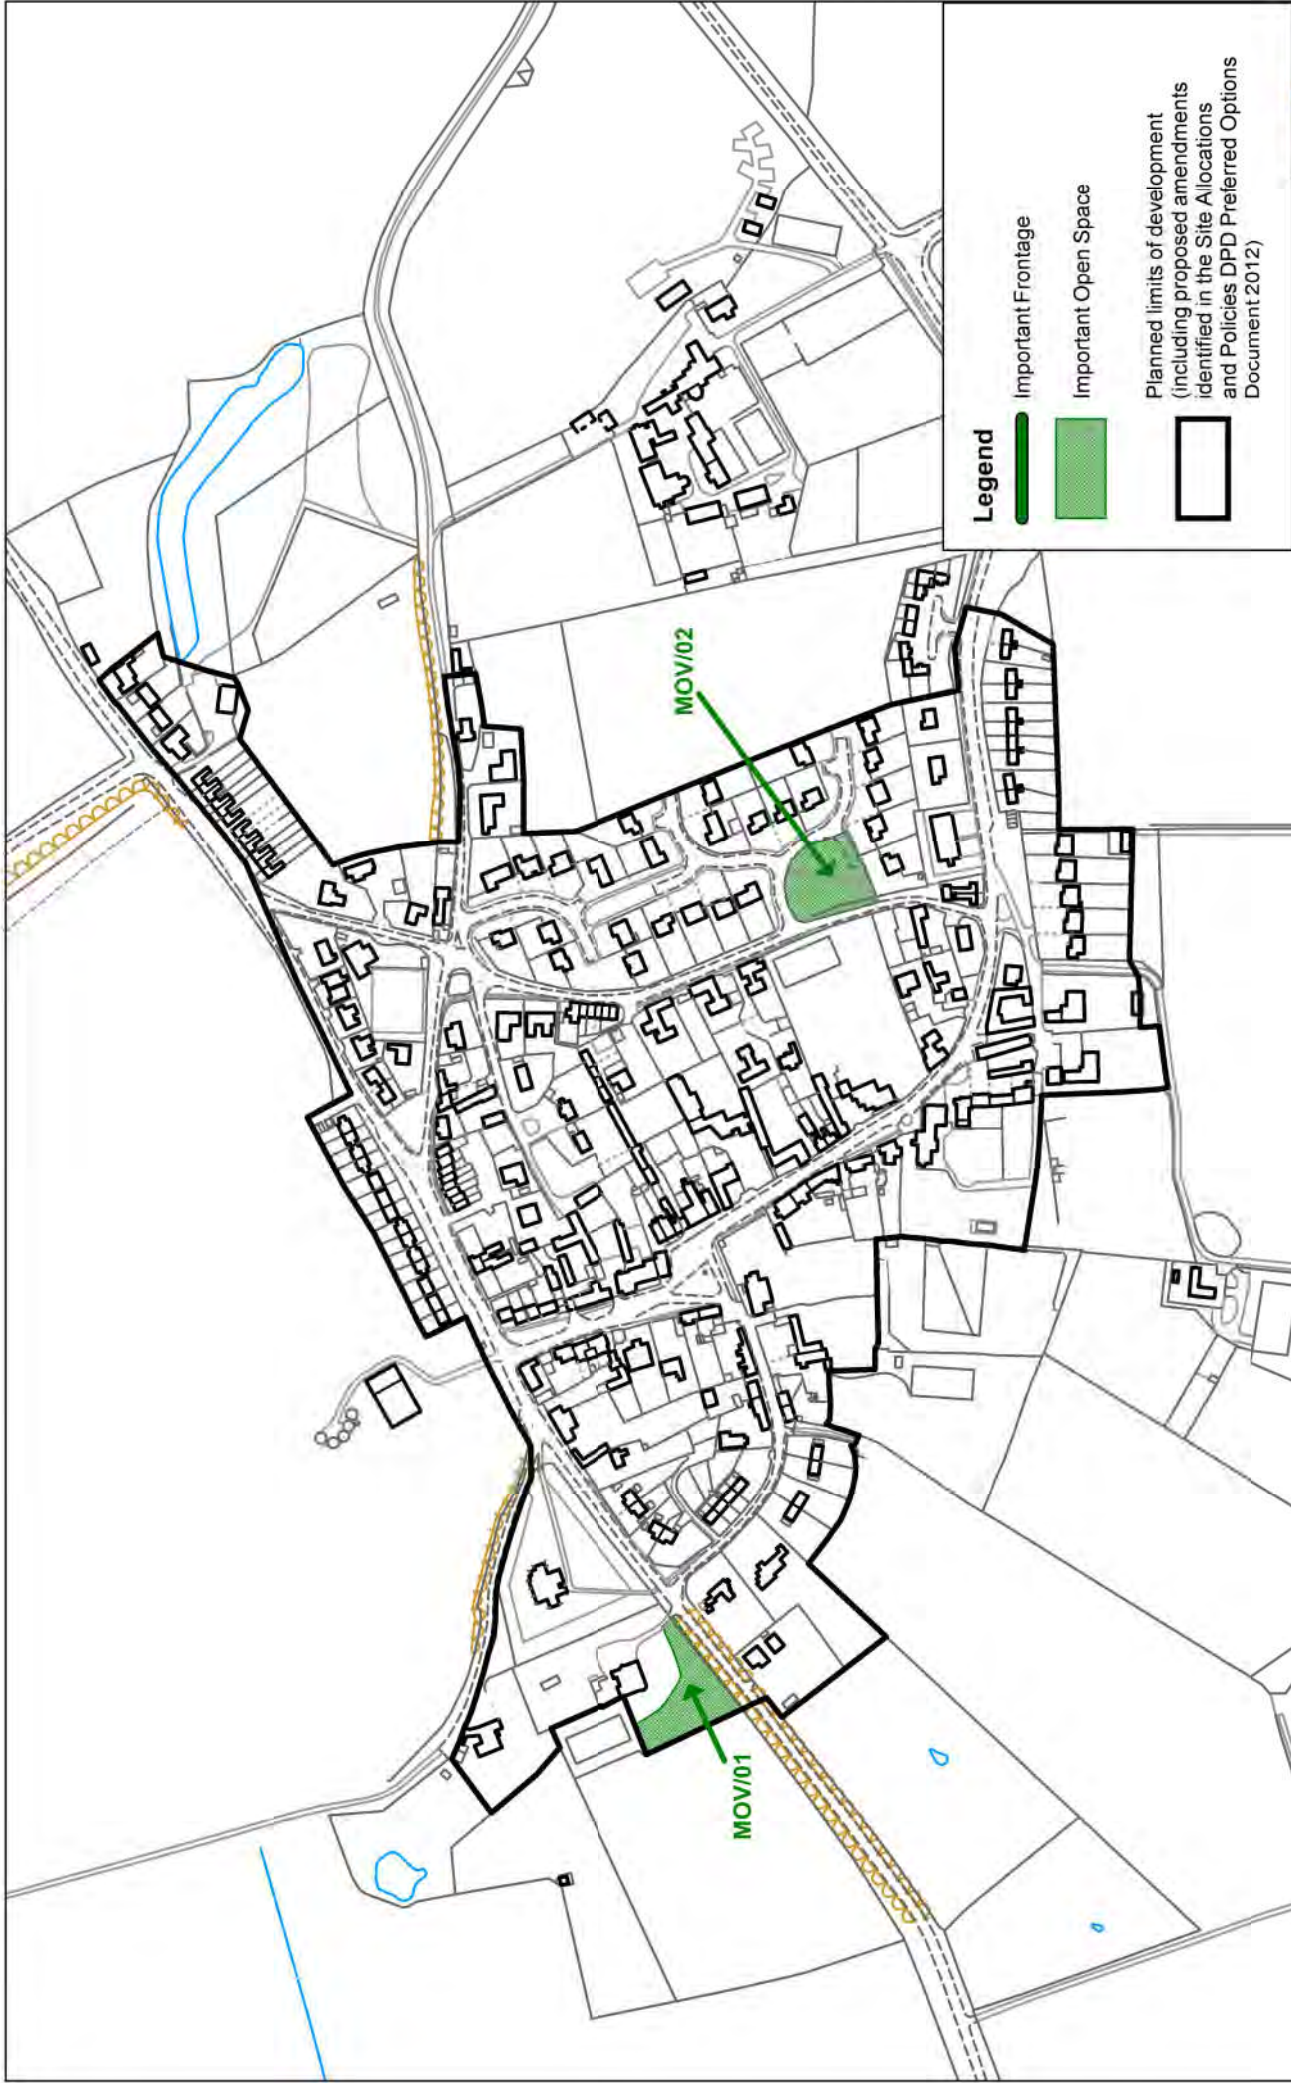 MOV/02
MOV/01
Legend
Important Frontage
Important Open Space
Planned limits of development
(including proposed amendments
identified in the Site Allocations
and Policies DPD Preferred Options
Document 2012)